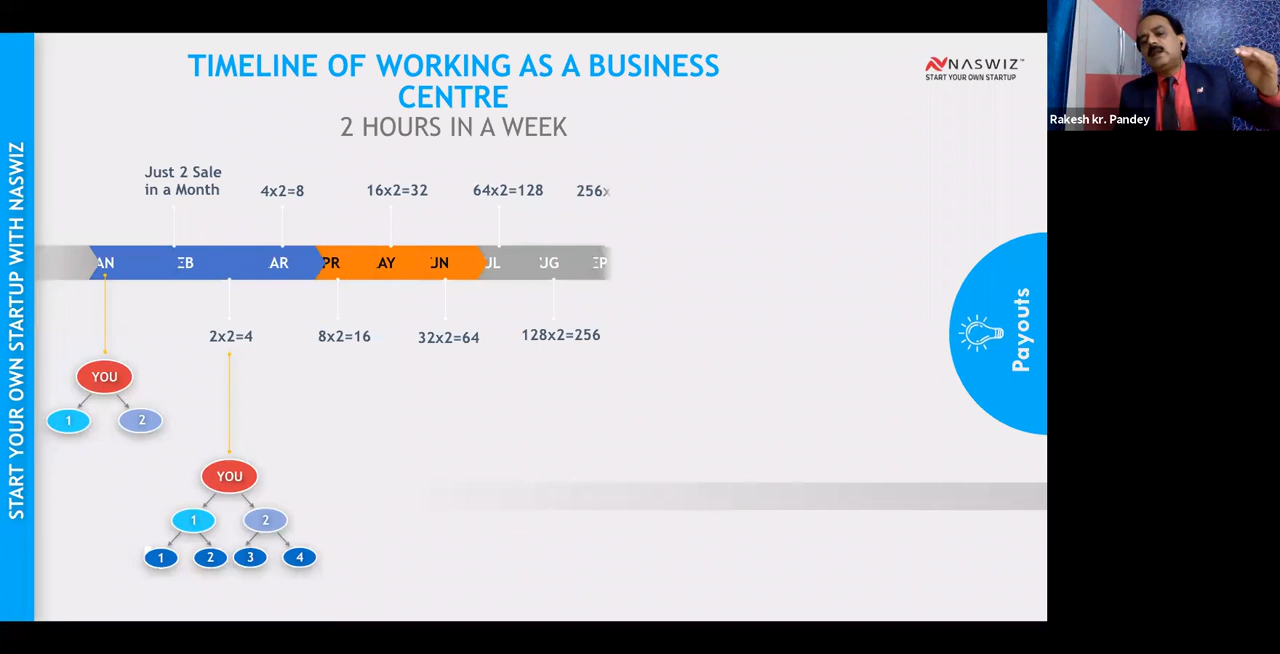 TIMELINE OF WORKING AS A BUSINESS
CENTRE
2 HOURS IN A WEEK
NASWIZ™
START YOUR OWN STARTUP
Rakesh kr. Pandey
START YOUR OWN STARTUP WITH NASWIZ
Just 2 Sale
in a Month
4x2=8
16x2=32
64x2=128
256x
AN EB AR PR AY UN UL UG EP
2x2=4
8x2=16
32x2=64
128x2=256
Payouts
YOU
1 2
YOU
1 2
1 2 3 4